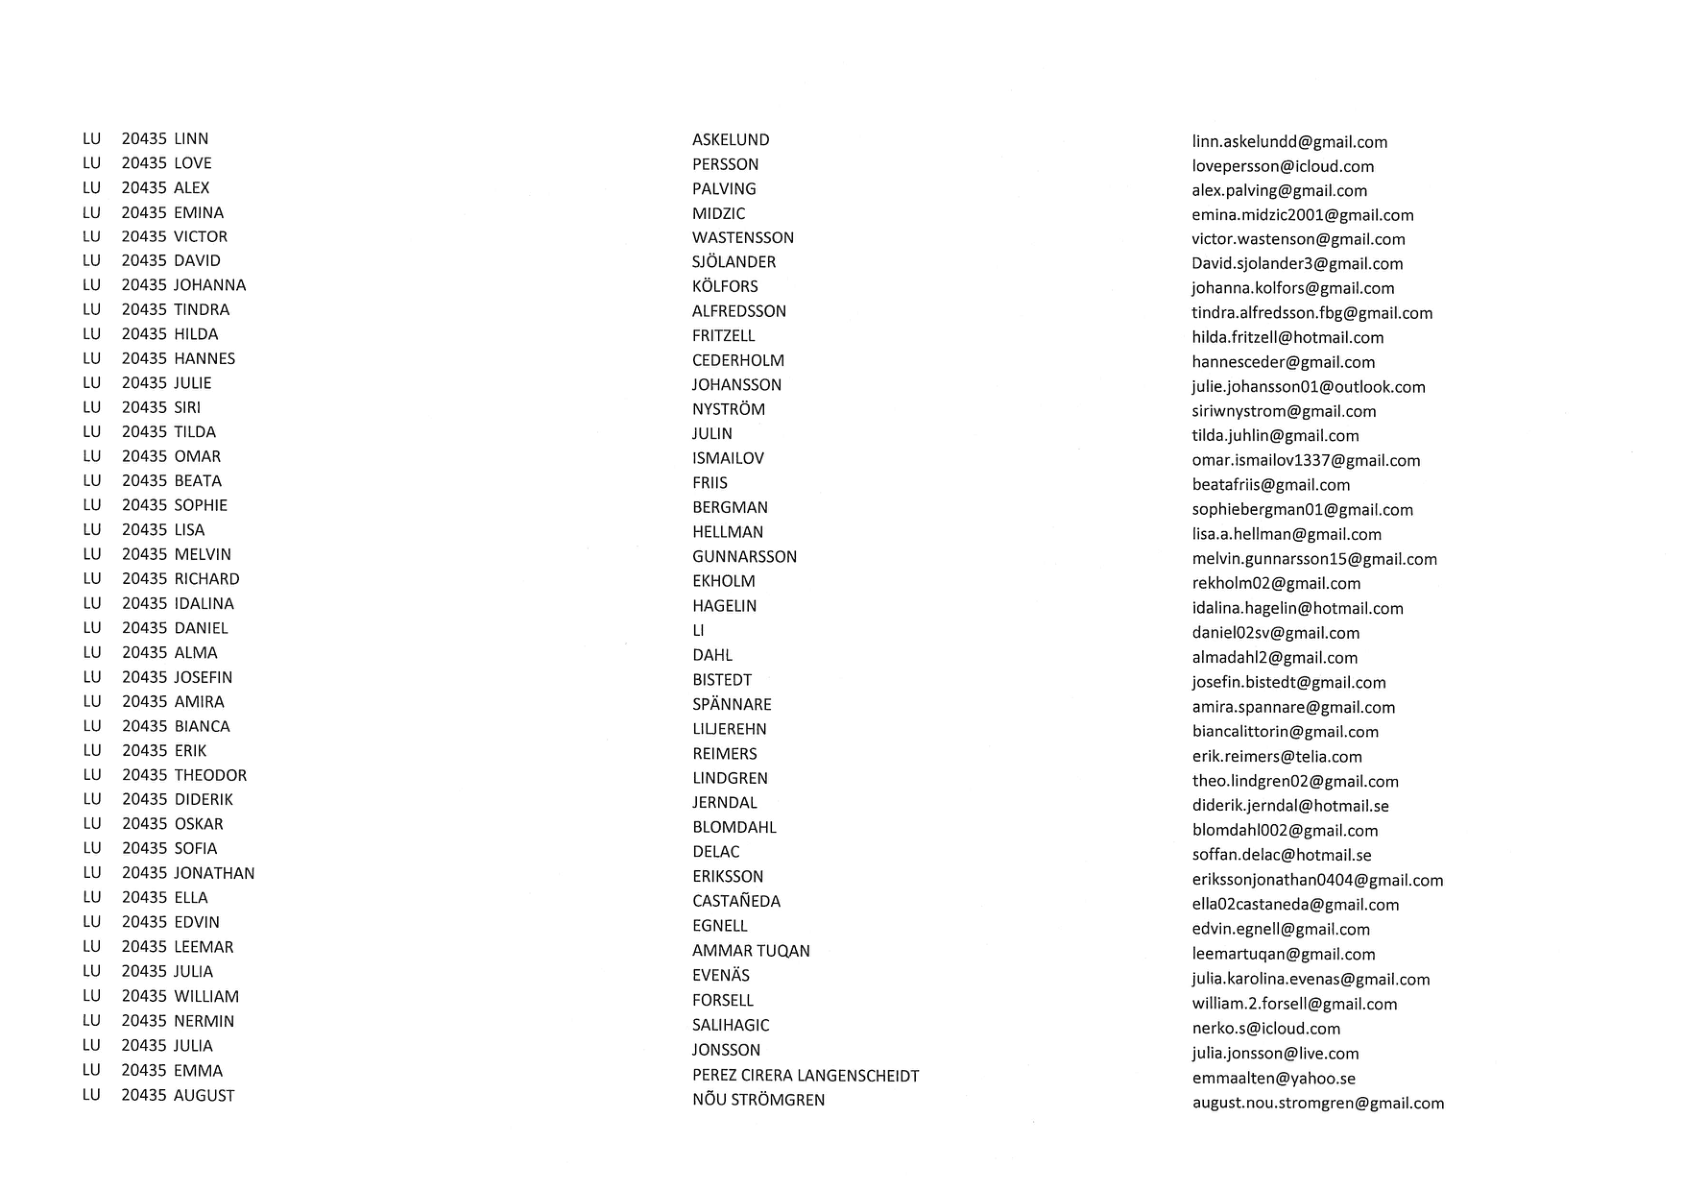 LU 20435 LINN ASKELUND linn.askelundd@gmail.com
LU 20435 LOVE PERSSON lovepersson@icloud.com
LU 20435 ALEX PALVING alex.palving@gmail.com
LU 20435 EMINA MIDZIC emina.midzic2001@gmail.com
LU 20435 VICTOR WASTENSSON victor.wastenson@gmail.com
LU 20435 DAVID SJÖLANDER David.sjolander3@gmail.com
LU 20435 JOHANNA KÖLFORS johanna.kolfors@gmail.com
LU 20435 TINDRA ALFREDSSON tindra.alfredsson.fbg@gmail.com
LU 20435 HILDA FRITZELL hilda.fritzell@hotmail.com
LU 20435 HANNES CEDERHOLM hannesceder@gmail.com
LU 20435 JULIE JOHANSSON julie.johansson01@outlook.com
LU 20435 SIRI NYSTRÖM siriwnystrom@gmail.com
LU 20435 TILDA JULIN tilda.juhlin@gmail.com
LU 20435 OMAR ISMAILOV omar.ismailov1337@gmail.com
LU 20435 BEATA FRIIS beatafriis@gmail.com
LU 20435 SOPHIE BERGMAN sophiebergman01@gmail.com
LU 20435 LISA HELLMAN lisa.a.hellman@gmail.com
LU 20435 MELVIN GUNNARSSON melvin.gunnarsson15@gmail.com
LU 20435 RICHARD EKHOLM rekholm02@gmail.com
LU 20435 IDALINA HAGELIN idalina.hagelin@hotmail.com
LU 20435 DANIEL LI daniel02sv@gmail.com
LU 20435 ALMA DAHL almadahl2@gmail.com
LU 20435 JOSEFIN BISTEDT josefin.bistedt@gmail.com
LU 20435 AMIRA SPÄNNARE amira.spannare@gmail.com
LU 20435 BIANCA LILJEREHN biancalittorin@gmail.com
LU 20435 ERIK REIMERS erik.reimers@telia.com
LU 20435 THEODOR LINDGREN theo.lindgren02@gmail.com
LU 20435 DIDERIK JERNDAL diderik.jerndal@hotmail.se
LU 20435 OSKAR BLOMDAHL blomdahl002@gmail.com
LU 20435 SOFIA DELAC soffan.delac@hotmail.se
LU 20435 JONATHAN ERIKSSON erikssonjonathan0404@gmail.com
LU 20435 ELLA CASTAÑEDA ella02castaneda@gmail.com
LU 20435 EDVIN EGNELL edvin.egnell@gmail.com
LU 20435 LEEMAR AMMAR TUQAN leemartuqan@gmail.com
LU 20435 JULIA EVENÄS julia.karolina.evenas@gmail.com
LU 20435 WILLIAM FORSELL william.2.forsell@gmail.com
LU 20435 NERMIN SALIHAGIC nerko.s@icloud.com
LU 20435 JULIA JONSSON julia.jonsson@live.com
LU 20435 EMMA PEREZ CIRERA LANGENSCHEIDT emmaalten@yahoo.se
LU 20435 AUGUST NÕU STRÖMGREN august.nou.stromgren@gmail.com